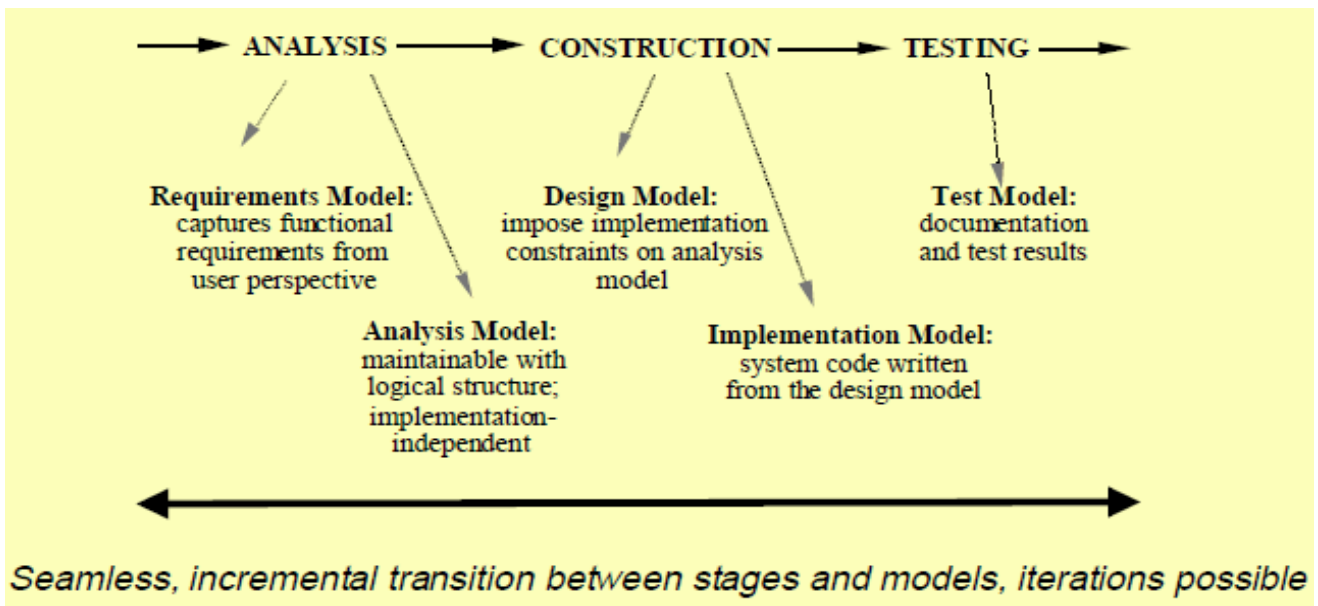 ANALYSIS CONSTRUCTION TESTING
Requirements Model:
captures functional
requirements from
user perspective
Analysis Model:
maintainable with
logical structure;
implementation-
independent
Design Model:
impose implementation
constraints on analysis
model
Implementation Model:
system code written
from the design model
Test Model:
documentation
and test results
Seamless, incremental transition between stages and models, iterations possible